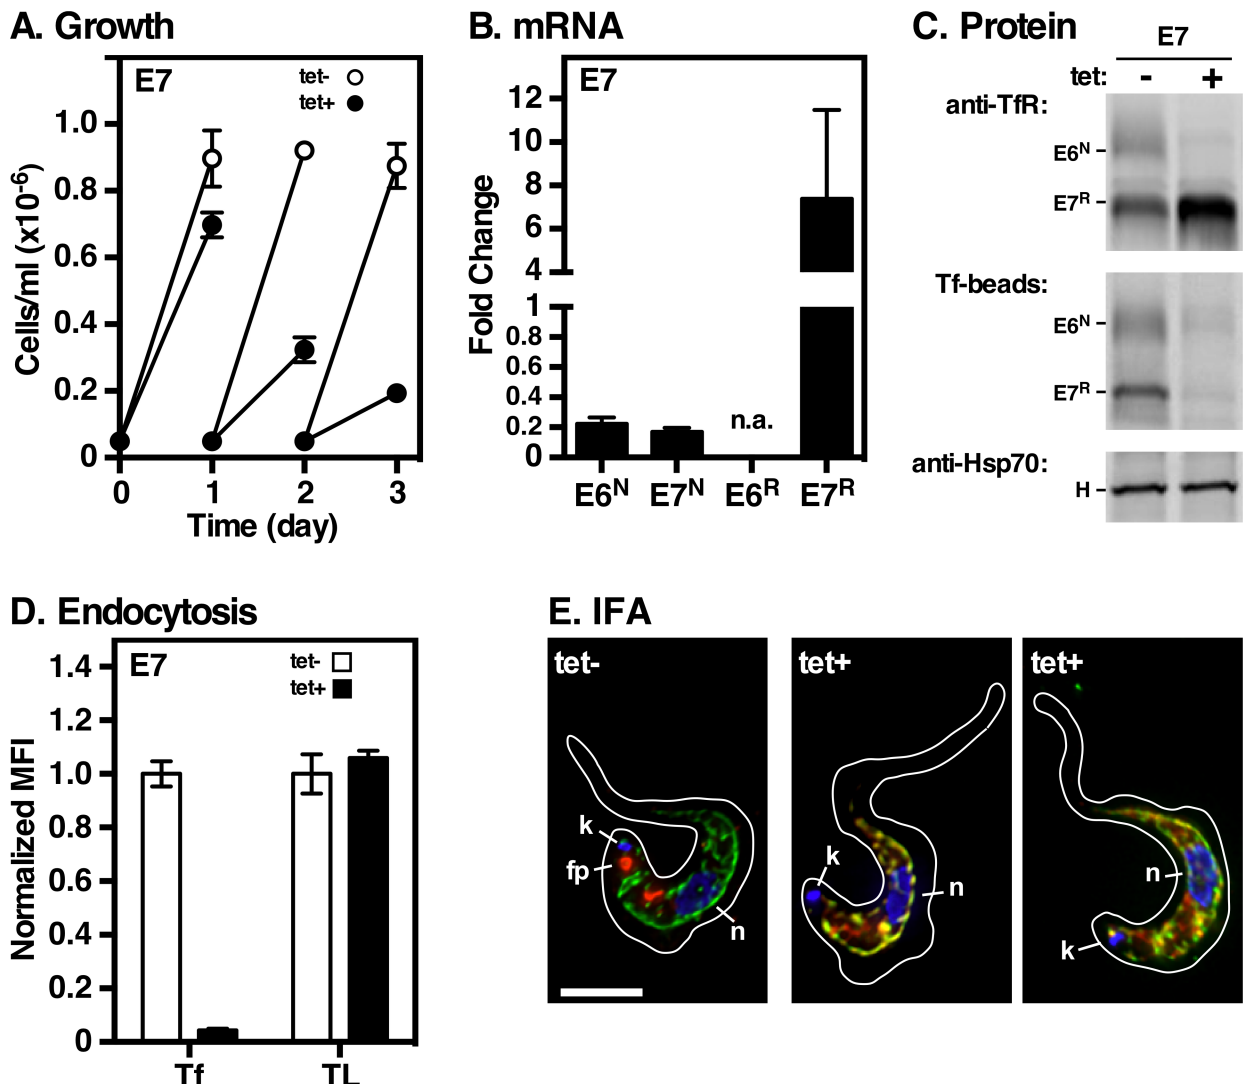 A. Growth
E7
tet-
tet+
1.0
0.8
0.6
0.4
0.2
0
Cells/ml (x10-6)
0 1 2 3
Time (day)
B. mRNA
E7
12
10
8
6
4
1
0.8
0.6
0.4
0.2
0
Fold Change
n.a.
E6N E7N E6R E7R
C. Protein
E7
tet: - +
anti-TfR:
E6N
E7R
Tf-beads:
E6N
E7R
anti-Hsp70:
H
D. Endocytosis
E7
tet-
tet+
1.4
1.2
1.0
0.8
0.6
0.4
0.2
0
Normalized MFI
Tf TL
E. IFA
tet-
k
fp
n
tet+
k
n
tet+
n
k